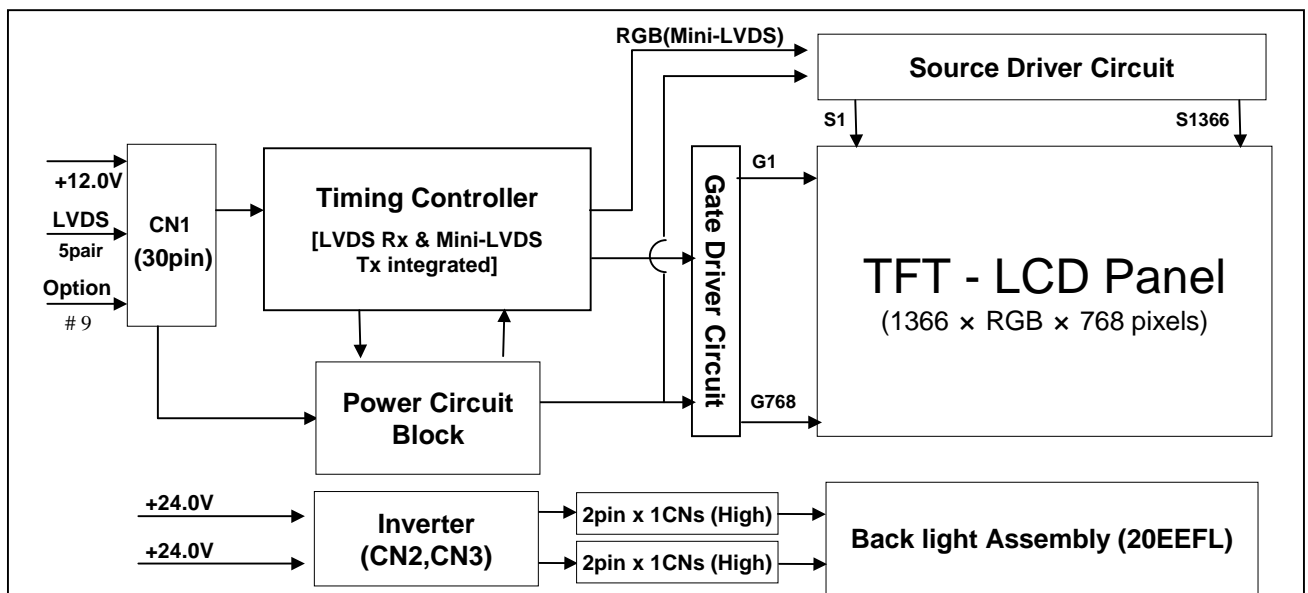 RGB(Mini-LVDS)
Source Driver Circuit
S1
S1366
+12.0V
LVDS
5pair
Option
# 9
CN1
(30pin)
Timing Controller
[LVDS Rx & Mini-LVDS
Tx integrated]
Power Circuit
Block
Gate Driver Circuit
G1
G768
TFT - LCD Panel
(1366 × RGB × 768 pixels)
+24.0V
+24.0V
Inverter
(CN2,CN3)
2pin x 1CNs (High)
2pin x 1CNs (High)
Back light Assembly (20EEFL)